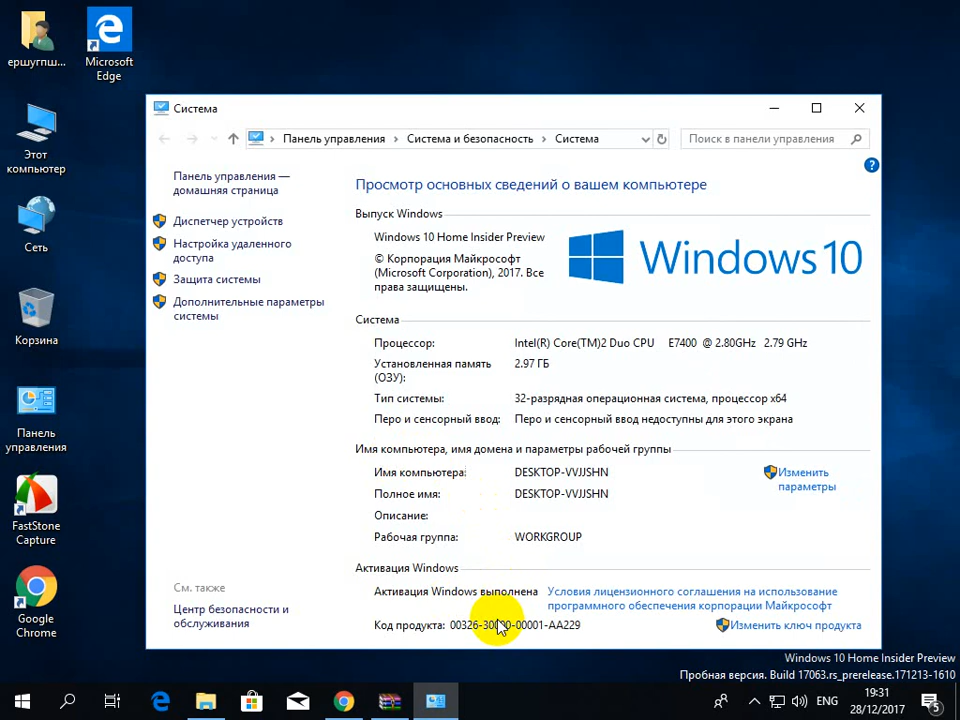 ершугпш...
Microsoft
Edge
Этот
компьютер
Сеть
Корзина
Панель
управления
FastStone
Capture
Google
Chrome
Система
Панель управления
Система и безопасность
Система
Поиск в панели управления
?
Панель управления —
домашняя страница
Диспетчер устройств
Настройка удаленного
доступа
Защита системы
Дополнительные параметры
системы
См. также
Центр безопасности и
обслуживания
Просмотр основных сведений о вашем компьютере
Выпуск Windows
Windows 10 Home Insider Preview
© Корпорация Майкрософт
(Microsoft Corporation), 2017. Все
права защищены.
Windows 10
Система
Процессор: Intel(R) Core(TM)2 Duo CPU E7400 @ 2.80GHz 2.79 GHz
Установленная память
(ОЗУ):
2.97 ГБ
Тип системы: 32-разрядная операционная система, процессор x64
Перо и сенсорный ввод: Перо и сенсорный ввод недоступны для этого экрана
Имя компьютера, имя домена и параметры рабочей группы
Имя компьютера: DESKTOP-VVJJSHN
Изменить
параметры
Полное имя: DESKTOP-VVJJSHN
Описание:
Рабочая группа: WORKGROUP
Активация Windows
Активация Windows выполнена
Условия лицензионного соглашения на использование
программного обеспечения корпорации Майкрософт
Код продукта: 00326-30000-00001-AA229
Изменить ключ продукта
Windows 10 Home Insider Preview
Пробная версия. Build 17063.rs_prerelease.171213-1610
ENG
19:31
28/12/2017
5